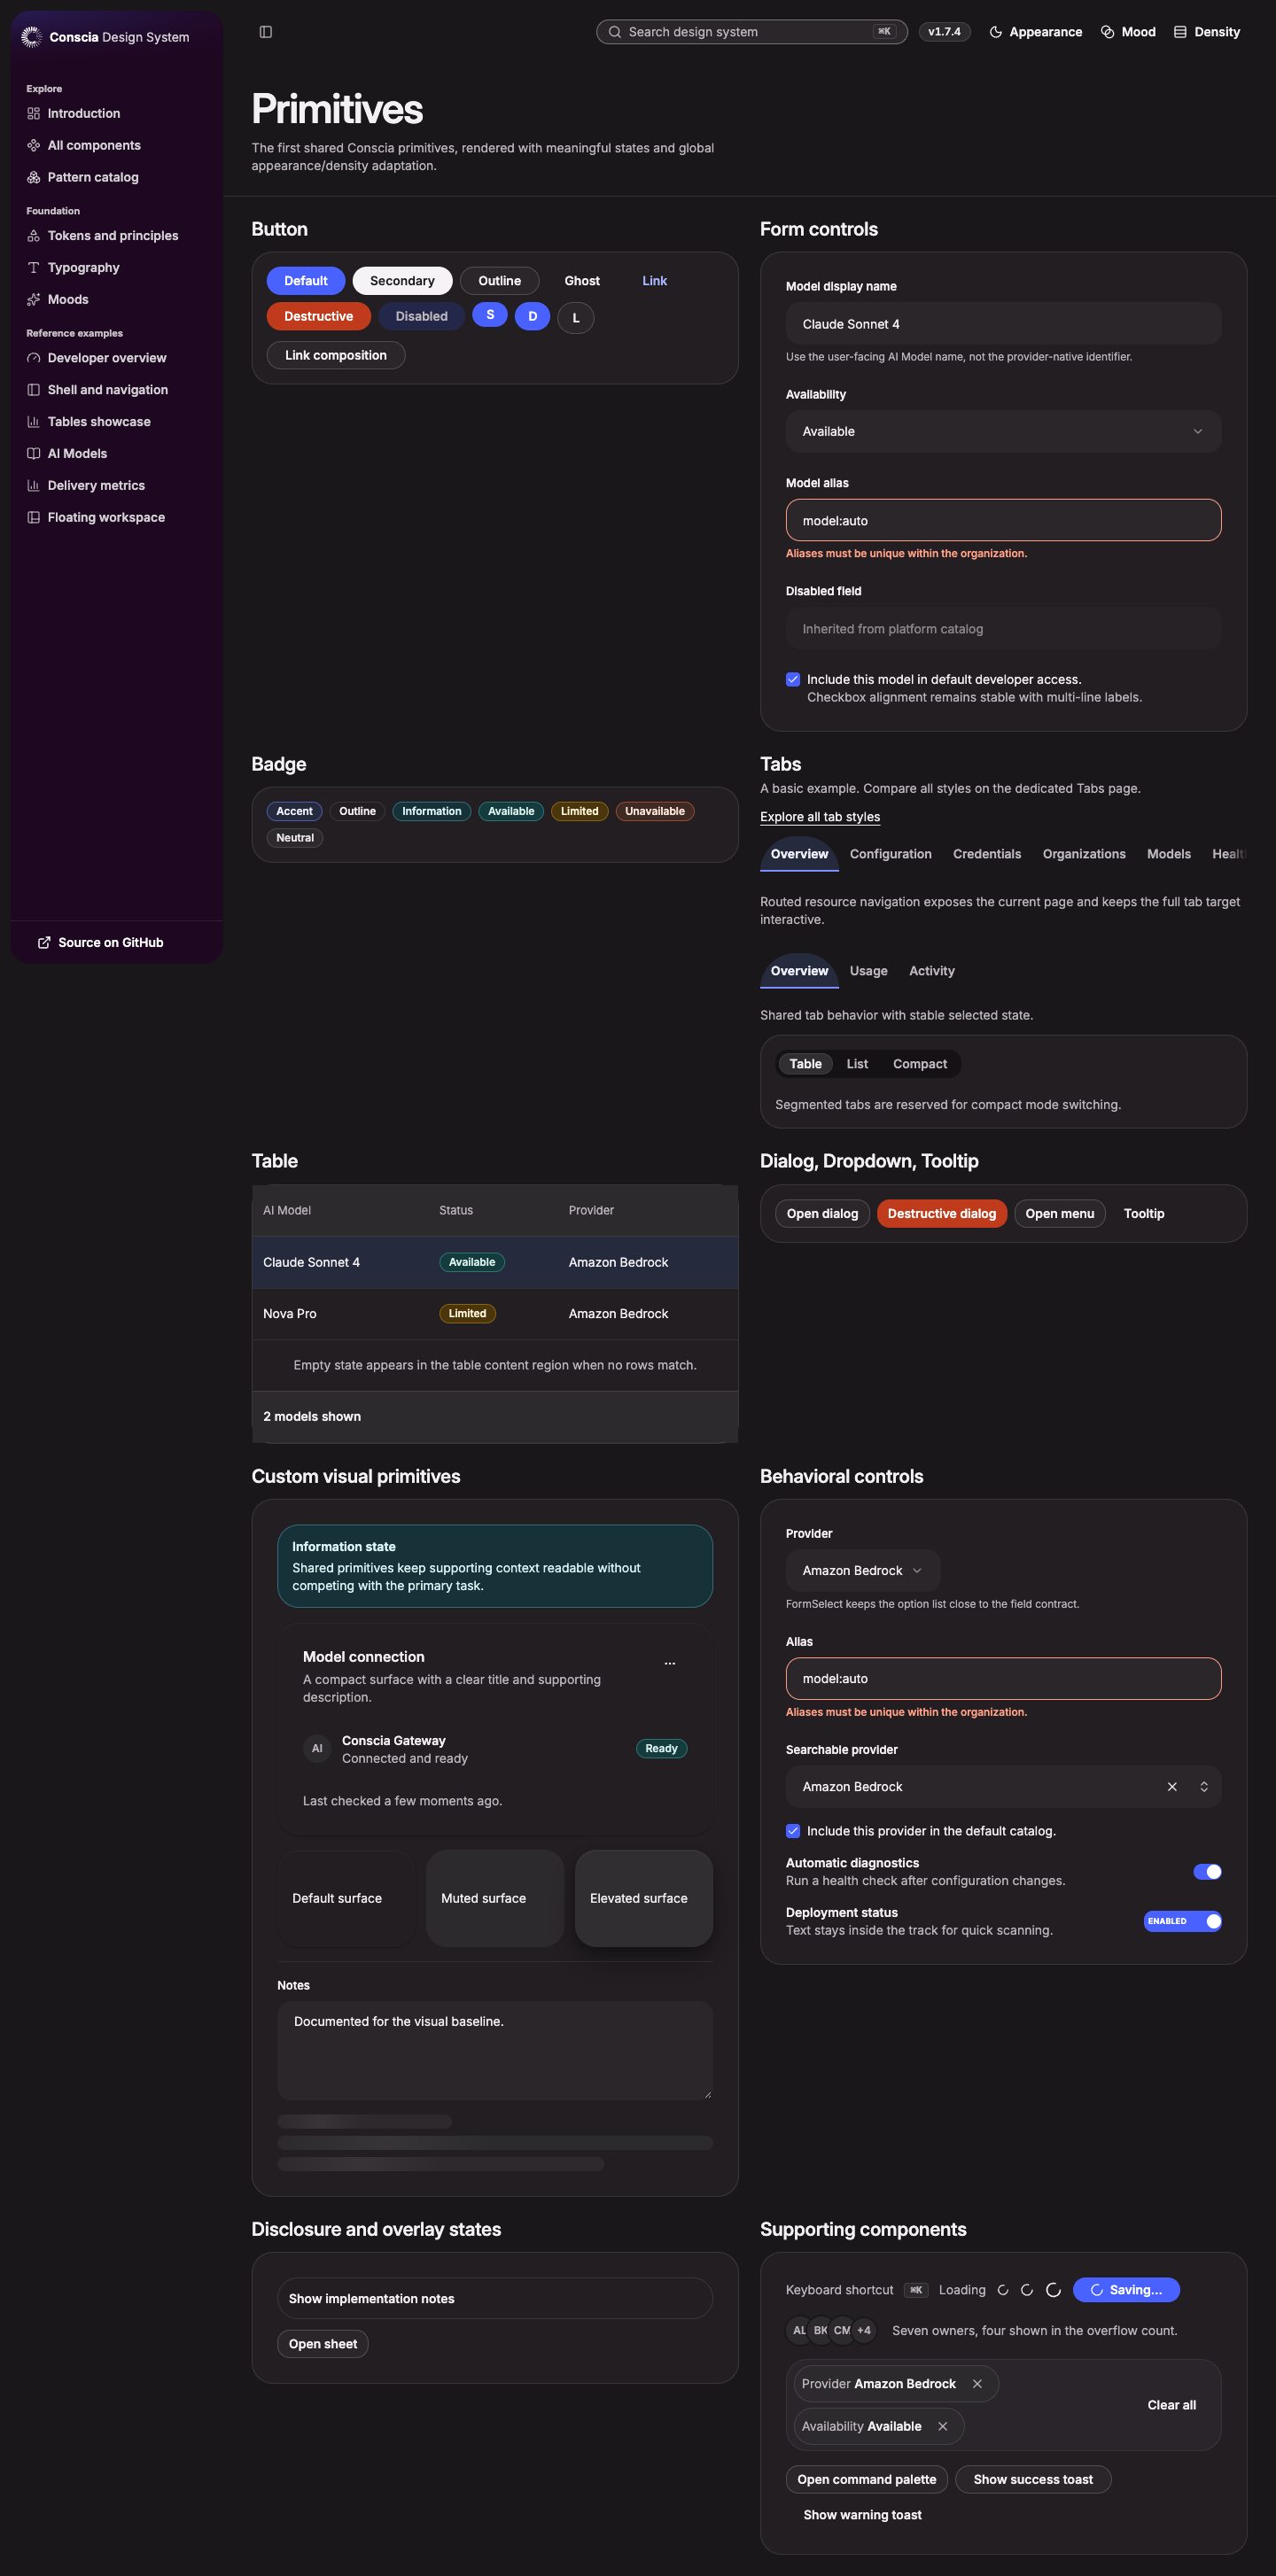 Conscia Design System
Explore
Introduction
All components
Pattern catalog
Foundation
Tokens and principles
Typography
Moods
Reference examples
Developer overview
Shell and navigation
Tables showcase
AI Models
Delivery metrics
Floating workspace
Source on GitHub
Search design system ⌘K v1.7.4 Appearance Mood Density
Primitives
The first shared Conscia primitives, rendered with meaningful states and global
appearance/density adaptation.
Button
Default Secondary Outline Ghost Link
Destructive Disabled S D L
Link composition
Form controls
Model display name
Claude Sonnet 4
Use the user-facing AI Model name, not the provider-native identifier.
Availability
Available
Model alias
model:auto
Aliases must be unique within the organization.
Disabled field
Inherited from platform catalog
Include this model in default developer access.
Checkbox alignment remains stable with multi-line labels.
Badge
Accent Outline Information Available Limited Unavailable
Neutral
Tabs
A basic example. Compare all styles on the dedicated Tabs page.
Explore all tab styles
Overview Configuration Credentials Organizations Models Healt
Routed resource navigation exposes the current page and keeps the full tab target
interactive.
Overview Usage Activity
Shared tab behavior with stable selected state.
Table List Compact
Segmented tabs are reserved for compact mode switching.
Table
AI Model Status Provider
Claude Sonnet 4 Available Amazon Bedrock
Nova Pro Limited Amazon Bedrock
Empty state appears in the table content region when no rows match.
2 models shown
Dialog, Dropdown, Tooltip
Open dialog Destructive dialog Open menu Tooltip
Custom visual primitives
Information state
Shared primitives keep supporting context readable without
competing with the primary task.
Model connection ...
A compact surface with a clear title and supporting
description.
AI Conscia Gateway
Connected and ready
Ready
Last checked a few moments ago.
Default surface Muted surface Elevated surface
Notes
Documented for the visual baseline.
Behavioral controls
Provider
Amazon Bedrock
FormSelect keeps the option list close to the field contract.
Alias
model:auto
Aliases must be unique within the organization.
Searchable provider
Amazon Bedrock
Include this provider in the default catalog.
Automatic diagnostics
Run a health check after configuration changes.
Deployment status
Text stays inside the track for quick scanning.
ENABLED
Disclosure and overlay states
Show implementation notes
Open sheet
Supporting components
Keyboard shortcut ⌘K Loading Saving...
AL BK CM +4 Seven owners, four shown in the overflow count.
Provider Amazon Bedrock
Availability Available
Clear all
Open command palette Show success toast
Show warning toast